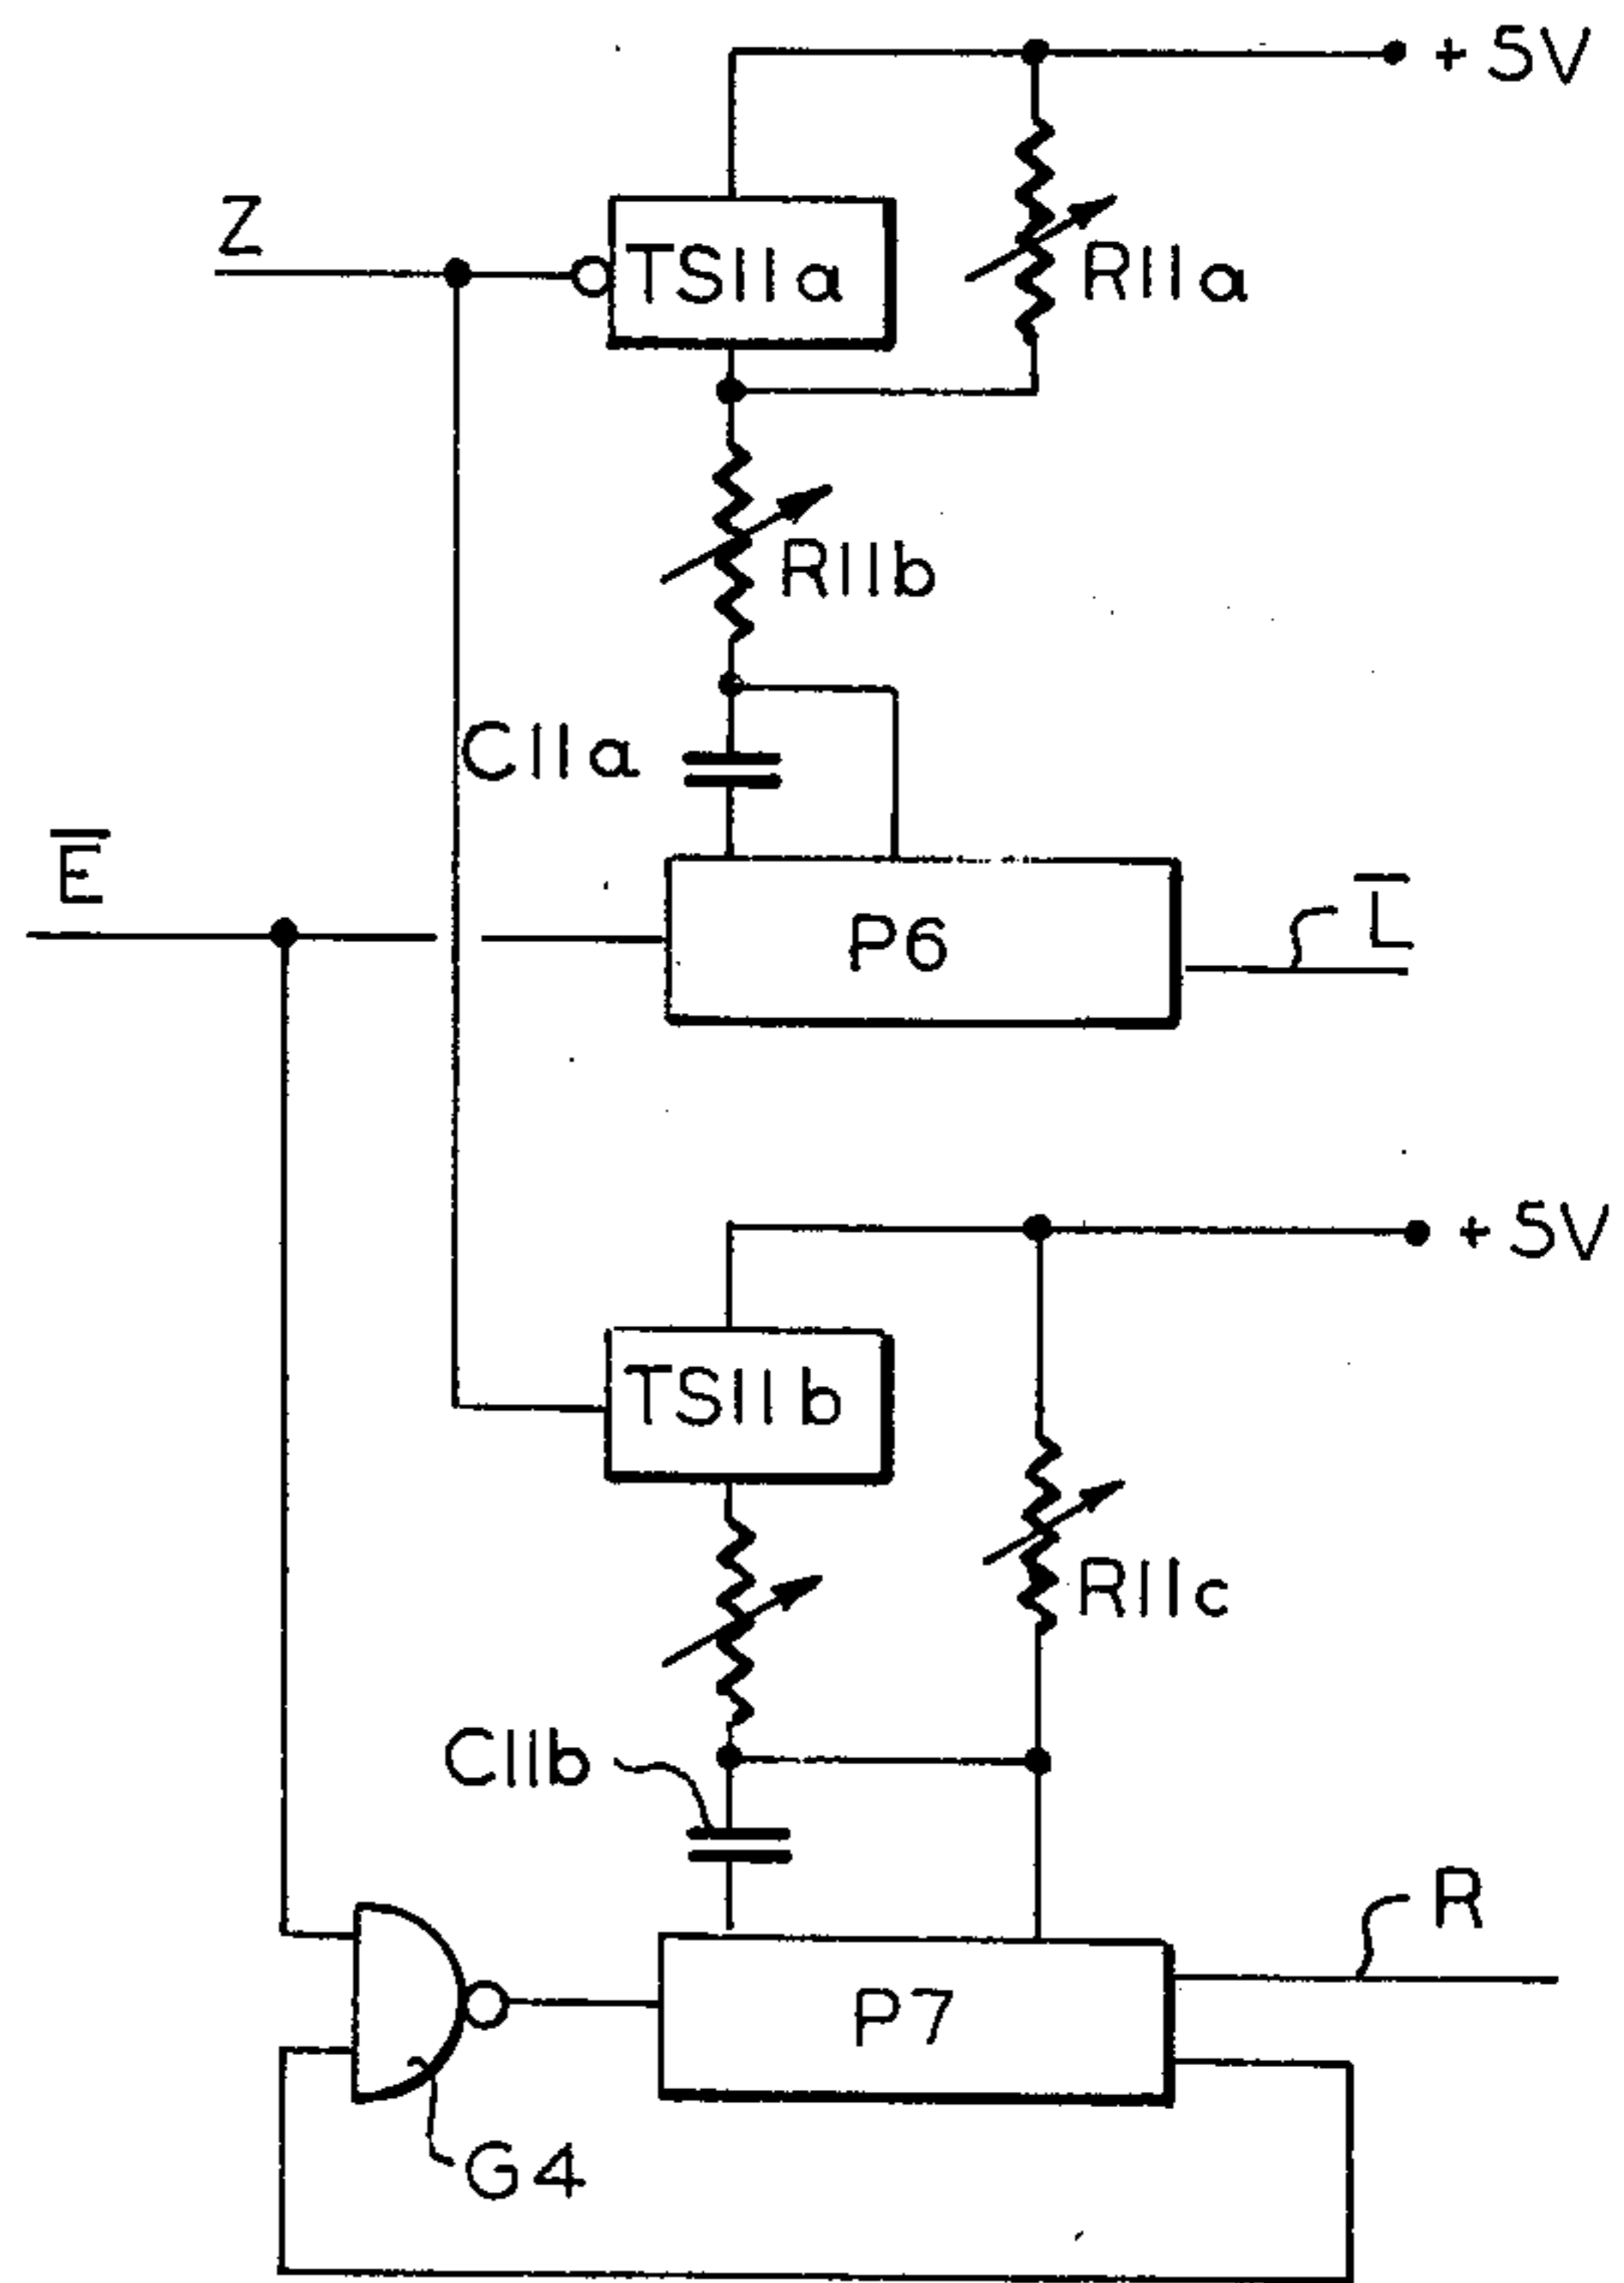 +5V
Z
TS11a
R11a
R11b
C11a
E̅
P6
L̅
+5V
TS11b
R11c
C11b
R
P7
G4